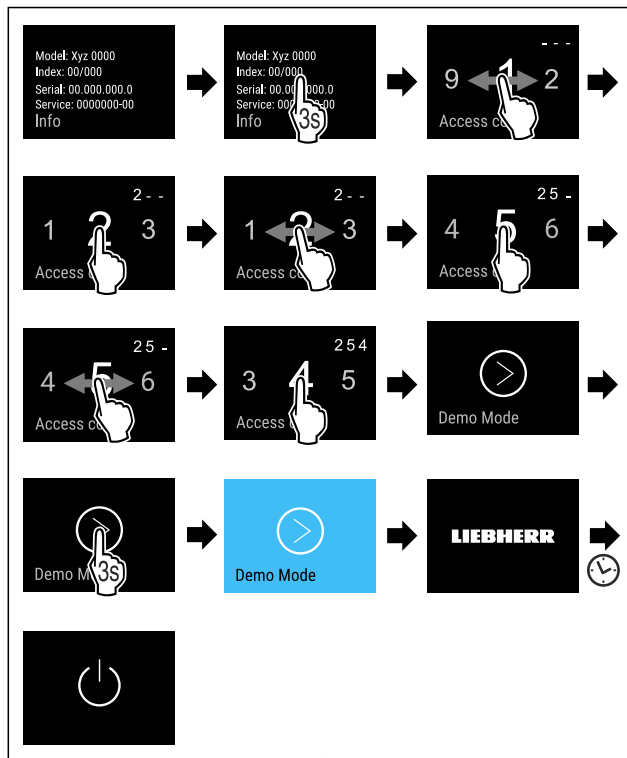 Model: Xyz 0000
Index: 00/000
Serial: 00.000.000.0
Service: 0000000-00
Info
Model: Xyz 0000
Index: 00/000
Serial: 00. 000.0
Service: 00 00
Info
3s
- - -
9 1 2
Access
2 - -
1 2 3
Access
2 - -
1 2 3
Access
2 5 -
4 5 6
Access
2 5 -
4 5 6
Access
2 5 4
3 4 5
Access
Demo Mode
Demo M
3s
Demo Mode
LIEBHERR